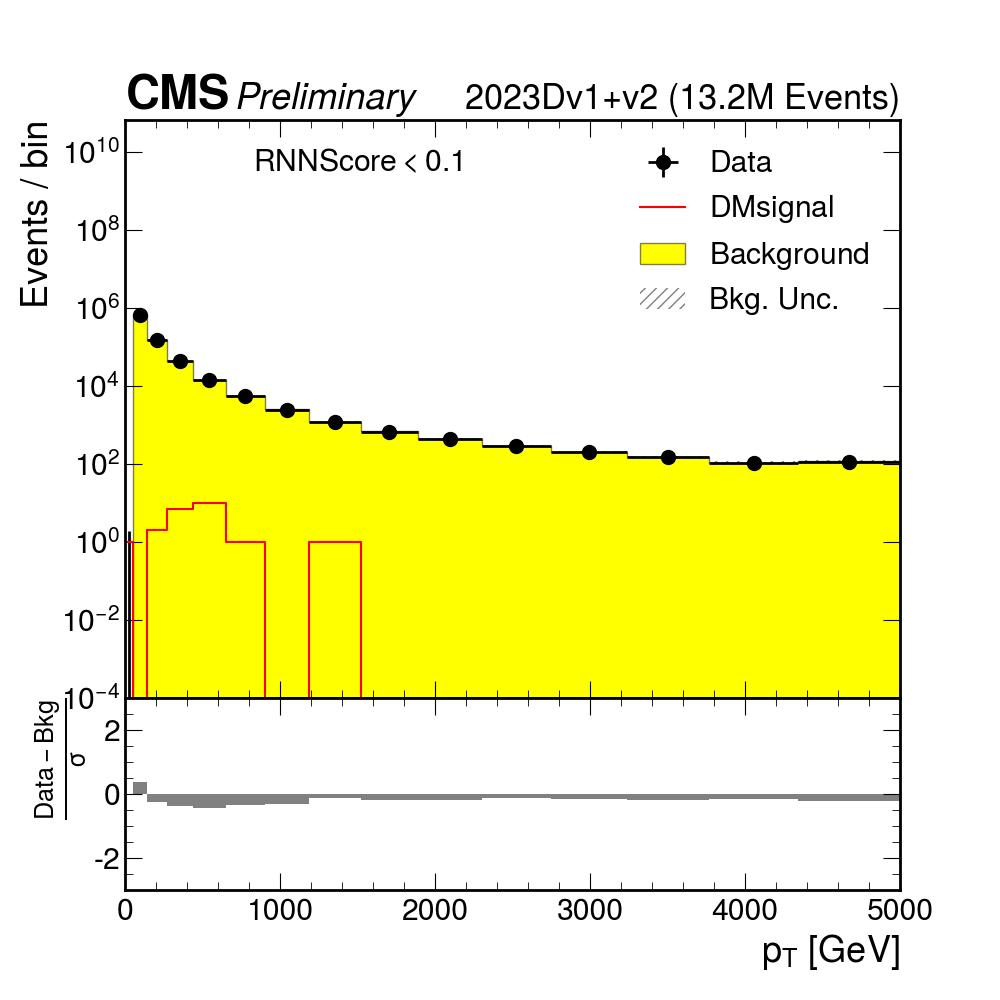 CMS Preliminary 2023Dv1+v2 (13.2M Events)
Events / bin
RNNScore < 0.1
Data
DMsignal
Background
Bkg. Unc.
10^10
10^8
10^6
10^4
10^2
10^0
10^−2
10^−4
Data – Bkg
σ
2
0
-2
0 1000 2000 3000 4000 5000
p_T [GeV]